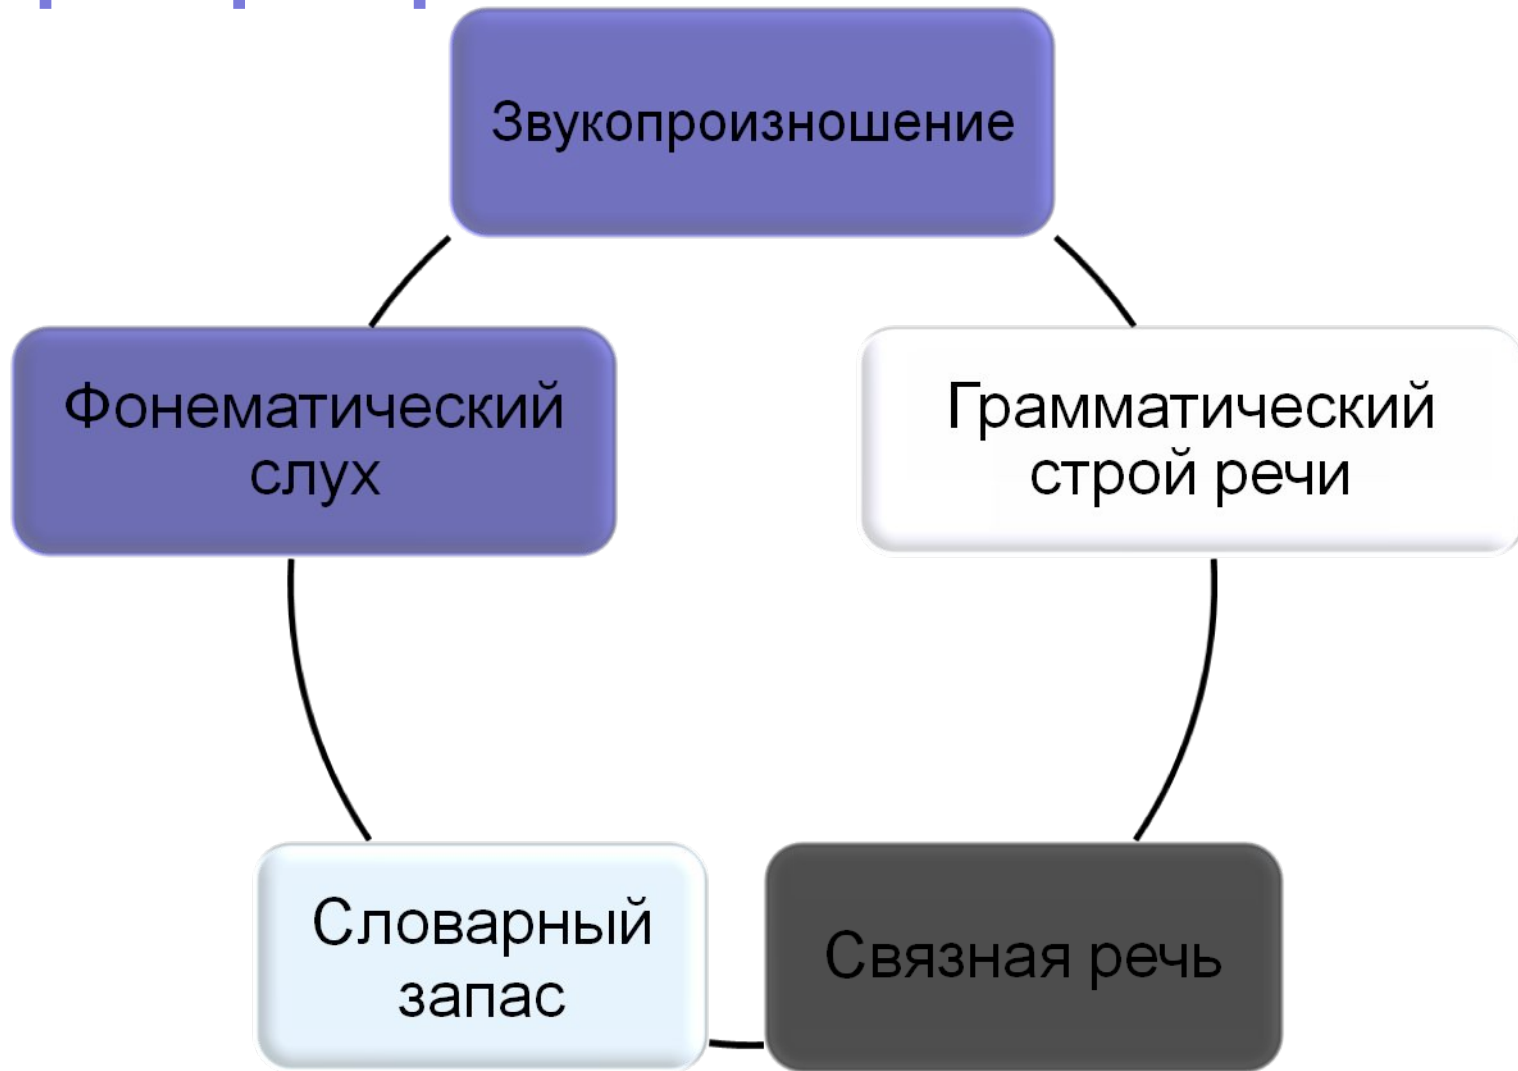 Звукопроизношение
Фонематический
слух
Грамматический
строй речи
Словарный
запас
Связная речь